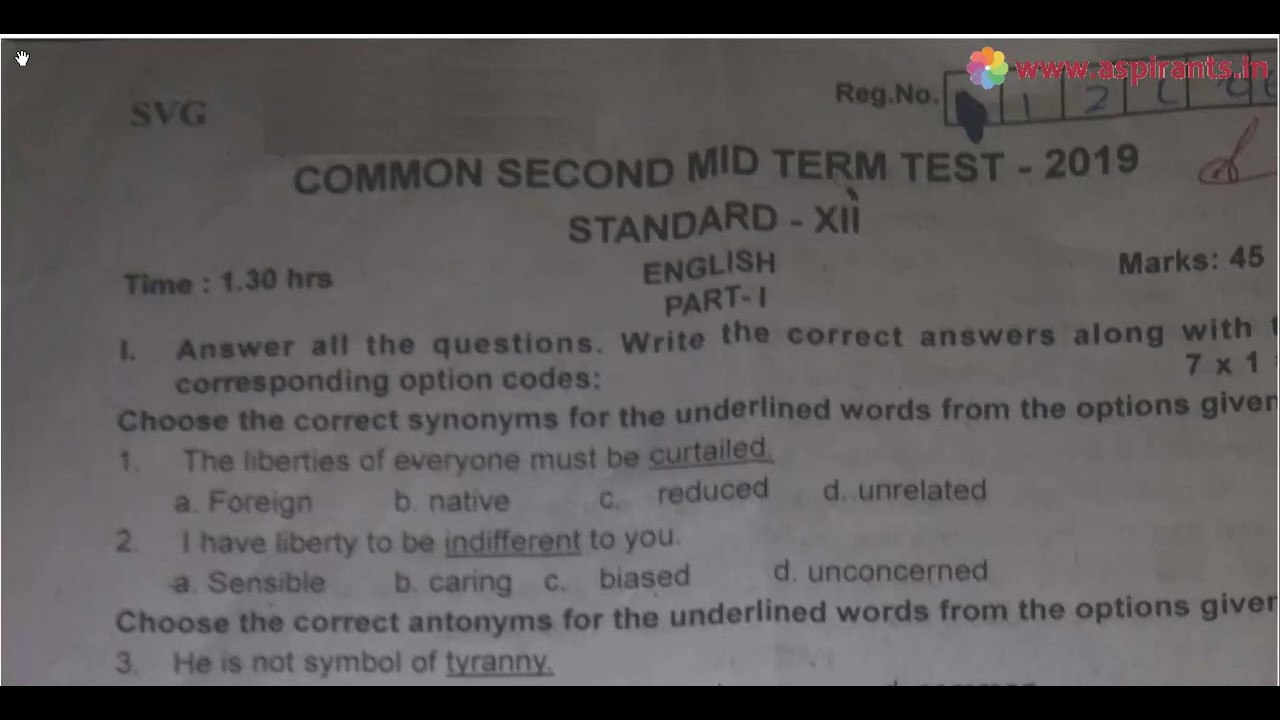 www.aspirants.in
SVG
Reg.No. 1 2
COMMON SECOND MID TERM TEST - 2019
STANDARD - XII
Time : 1.30 hrs
ENGLISH
Marks: 45
PART- I
I. Answer all the questions. Write the correct answers along with
corresponding option codes: 7 x 1
Choose the correct synonyms for the underlined words from the options given
1. The liberties of everyone must be curtailed.
a. Foreign b. native c. reduced d. unrelated
2. I have liberty to be indifferent to you.
a. Sensible b. caring c. biased d. unconcerned
Choose the correct antonyms for the underlined words from the options given
3. He is not symbol of tyranny.